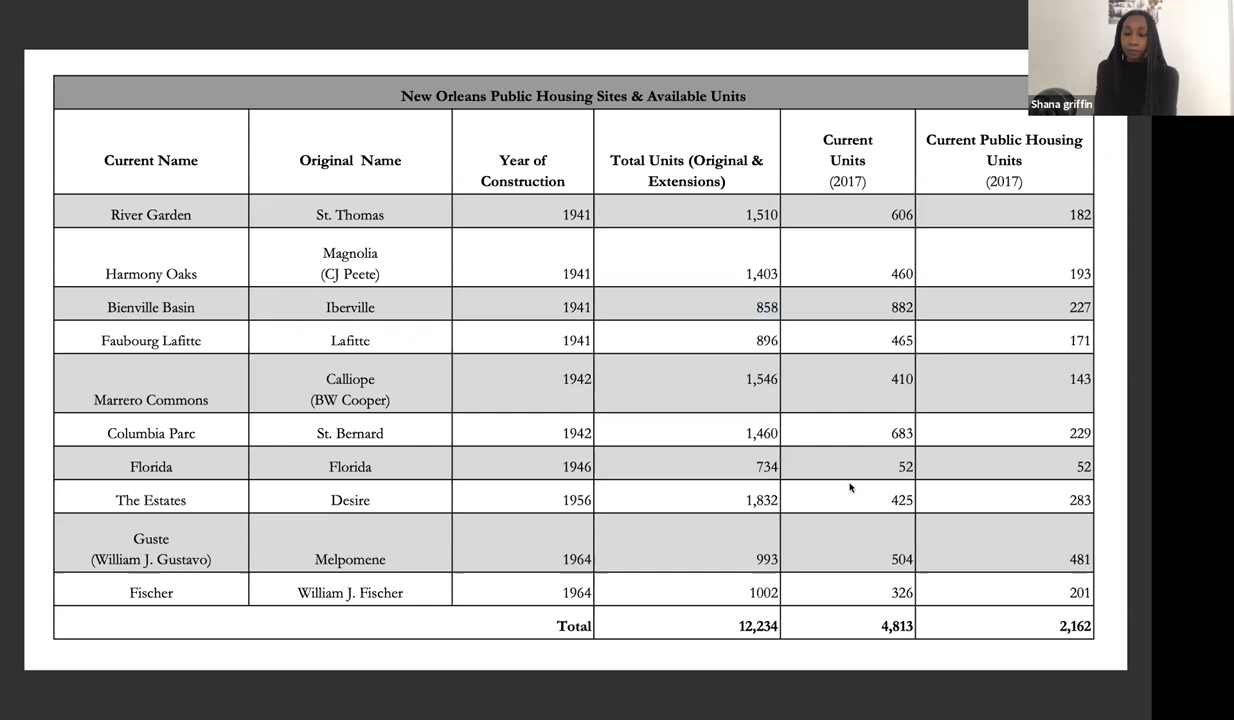 New Orleans Public Housing Sites & Available Units
Current Name Original Name Year of Construction Total Units (Original & Extensions) Current Units (2017) Current Public Housing Units (2017)
River Garden St. Thomas 1941 1,510 606 182
Harmony Oaks Magnolia (CJ Peete) 1941 1,403 460 193
Bienville Basin Iberville 1941 858 882 227
Faubourg Lafitte Lafitte 1941 896 465 171
Marrero Commons Calliope (BW Cooper) 1942 1,546 410 143
Columbia Parc St. Bernard 1942 1,460 683 229
Florida Florida 1946 734 52 52
The Estates Desire 1956 1,832 425 283
Guste (William J. Gustavo) Melpomene 1964 993 504 481
Fischer William J. Fischer 1964 1002 326 201
Total 12,234 4,813 2,162
Shana griffin